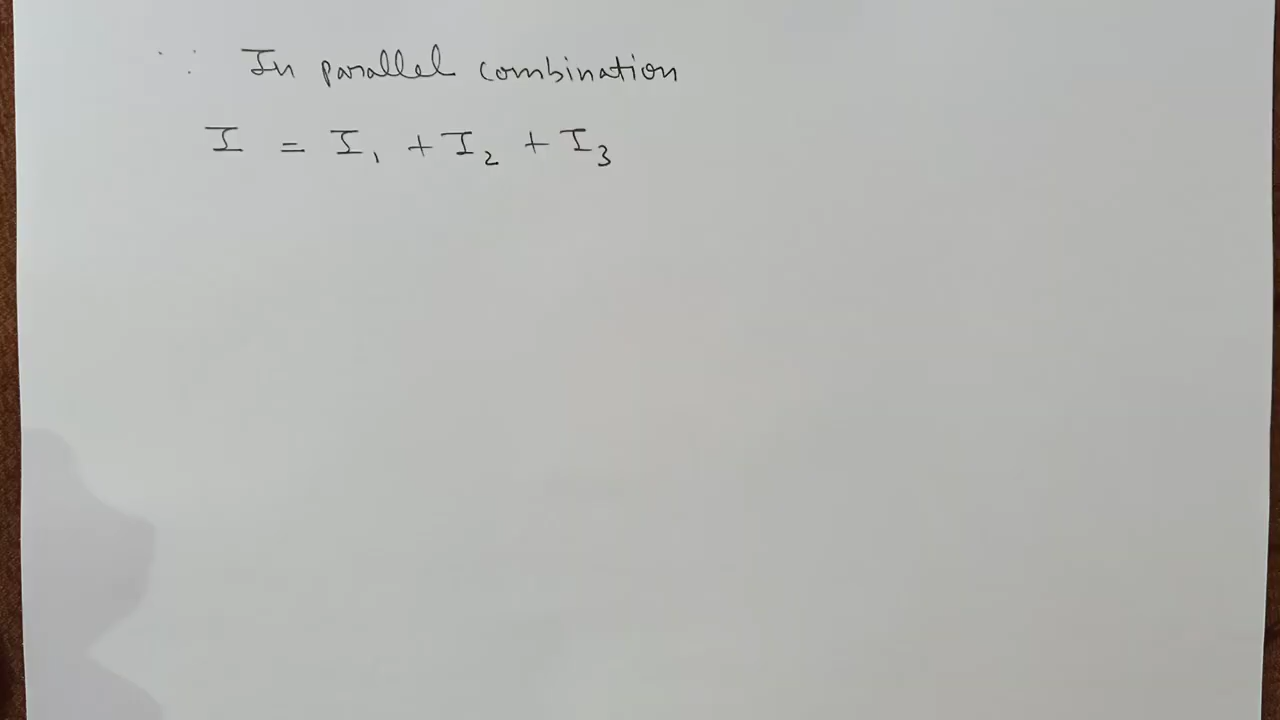 ∵ In parallel combination
I = I₁ + I₂ + I₃